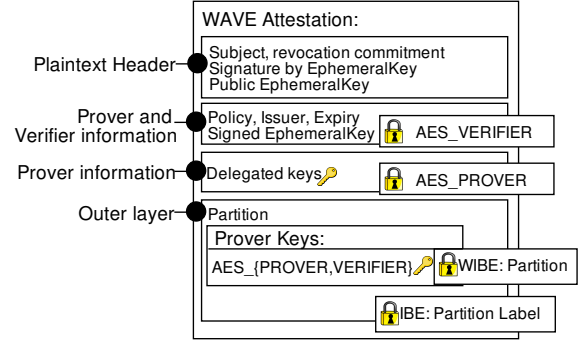 WAVE Attestation:
Plaintext Header
Subject, revocation commitment
Signature by EphemeralKey
Public EphemeralKey
Prover and
Verifier information
Policy, Issuer, Expiry
Signed EphemeralKey
AES_VERIFIER
Prover information
Delegated keys
AES_PROVER
Outer layer
Partition
Prover Keys:
AES_{PROVER,VERIFIER}
WIBE: Partition
IBE: Partition Label